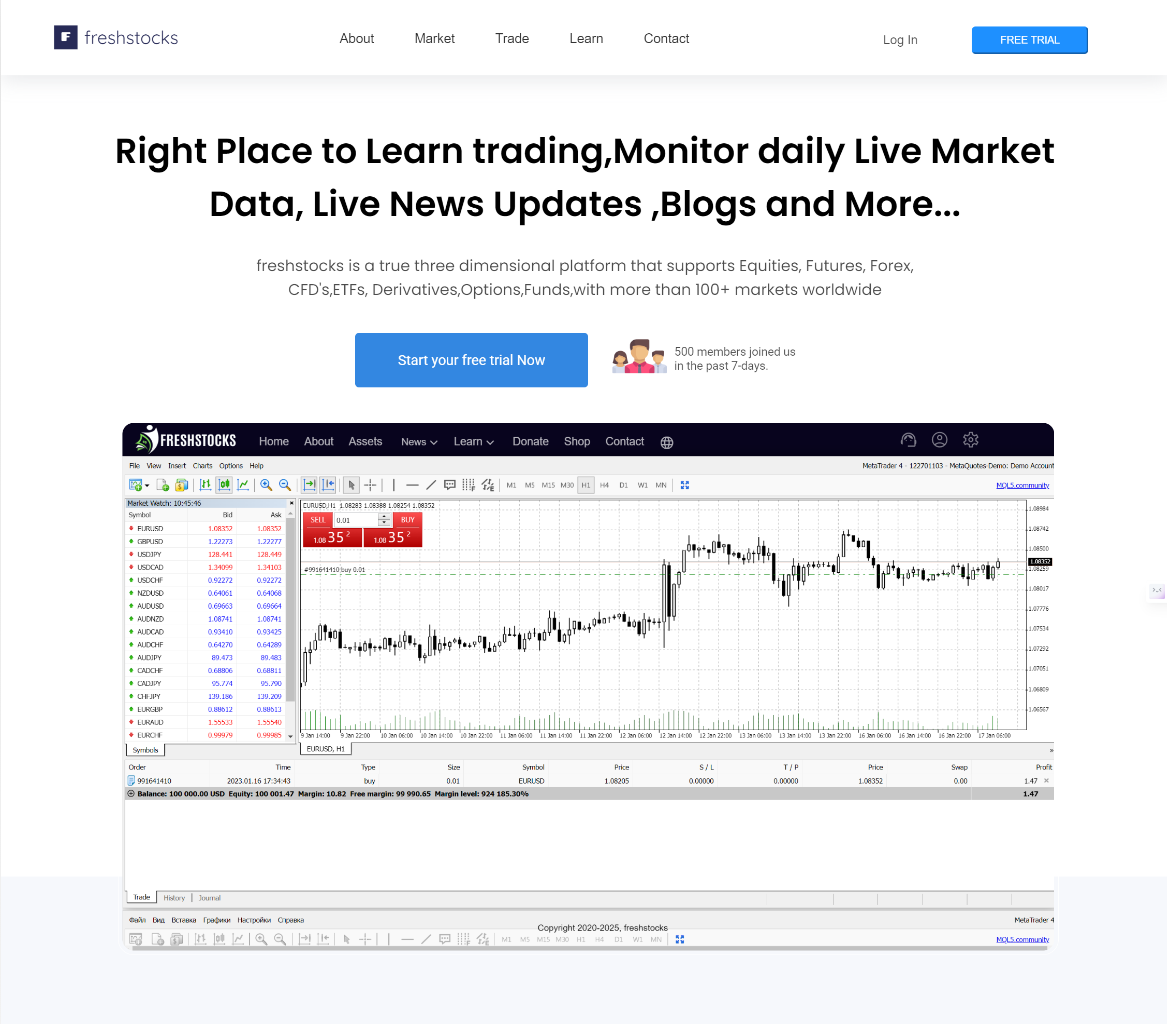 F freshstocks
About Market Trade Learn Contact
Log In
FREE TRIAL
Right Place to Learn trading,Monitor daily Live Market
Data, Live News Updates ,Blogs and More...
freshstocks is a true three dimensional platform that supports Equities, Futures, Forex,
CFD's,ETFs, Derivatives,Options,Funds,with more than 100+ markets worldwide
Start your free trial Now
500 members joined us
in the past 7-days.
FRESHSTOCKS Home About Assets News Learn Donate Shop Contact
File View Insert Charts Options Help
MetaTrader 4 - 122701103 - MetaQuotes-Demo: Demo Account
M1 M5 M15 M30 H1 H4 D1 W1 MN
MQL5.community
Market Watch: 10:45:46
Symbol Bid Ask
EURUSD 1.08352 1.08352
GBPUSD 1.22273 1.22277
USDJPY 128.441 128.449
USDCAD 1.34099 1.34103
USDCHF 0.92272 0.92272
NZDUSD 0.64061 0.64068
AUDUSD 0.69663 0.69664
AUDNZD 1.08741 1.08741
AUDCAD 0.93410 0.93425
AUDCHF 0.64270 0.64289
AUDJPY 89.473 89.483
CADCHF 0.68806 0.68811
CADJPY 95.774 95.790
CHFJPY 139.186 139.209
EURGBP 0.88612 0.88613
EURAUD 1.55533 1.55540
EURCHF 0.99979 0.99985
Symbols
EURUSD,H1 1.08283 1.08388 1.08254 1.08352
SELL 0.01 BUY
1.08 35 2 1.08 35 2
#991641410 buy 0.01
1.08984
1.08742
1.08500
1.08352
1.08259
1.08017
1.07776
1.07534
1.07292
1.07051
1.06809
1.06567
9 Jan 14:00 9 Jan 22:00 10 Jan 06:00 10 Jan 14:00 10 Jan 22:00 11 Jan 06:00 11 Jan 14:00 11 Jan 22:00 12 Jan 06:00 12 Jan 14:00 12 Jan 22:00 13 Jan 06:00 13 Jan 14:00 13 Jan 22:00 16 Jan 06:00 16 Jan 14:00 16 Jan 22:00 17 Jan 06:00
EURUSD, H1
Order Time Type Size Symbol Price S / L T / P Price Swap Profit
991641410 2023.01.16 17:34:43 buy 0.01 EURUSD 1.08205 0.00000 0.00000 1.08352 0.00 1.47
Balance: 100 000.00 USD Equity: 100 001.47 Margin: 10.82 Free margin: 99 990.65 Margin level: 924 185.30% 1.47
Trade History Journal
Файл Вид Вставка Графики Настройки Справка
MetaTrader 4
Copyright 2020-2025, freshstocks
M1 M5 M15 M30 H1 H4 D1 W1 MN
MQL5.community